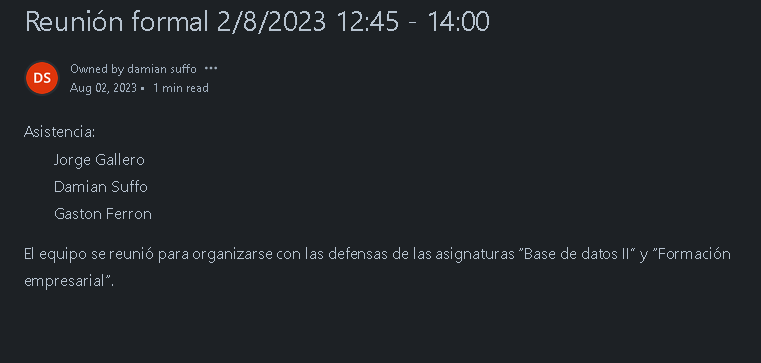 Reunión formal 2/8/2023 12:45 - 14:00
DS
Owned by damian suffo ···
Aug 02, 2023 • 1 min read
Asistencia:
Jorge Gallero
Damian Suffo
Gaston Ferron
El equipo se reunió para organizarse con las defensas de las asignaturas "Base de datos II" y "Formación
empresarial".